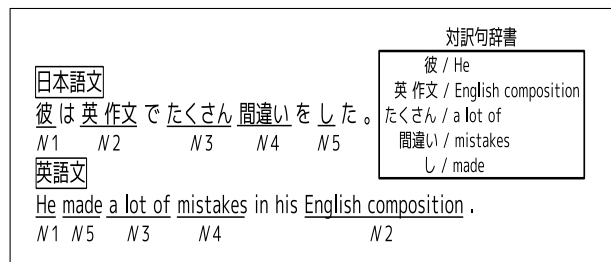 対訳句辞書
彼 / He
英 作文 / English composition
たくさん / a lot of
間違い / mistakes
し / made
日本語文
彼 は 英 作文 で たくさん 間違い を し た 。
N1 N2 N3 N4 N5
英語文
He made a lot of mistakes in his English composition .
N1 N5 N3 N4 N2